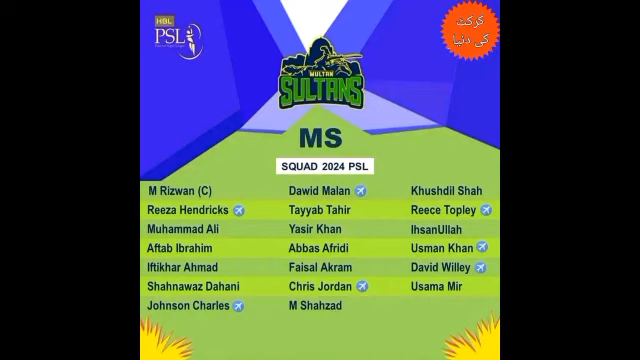 HBL
PSL
کرکٹ
کی دنیا
MULTAN
SULTANS
MS
SQUAD 2024 PSL
M Rizwan (C)
Reeza Hendricks
Muhammad Ali
Aftab Ibrahim
Iftikhar Ahmad
Shahnawaz Dahani
Johnson Charles
Dawid Malan
Tayyab Tahir
Yasir Khan
Abbas Afridi
Faisal Akram
Chris Jordan
M Shahzad
Khushdil Shah
Reece Topley
IhsanUllah
Usman Khan
David Willey
Usama Mir